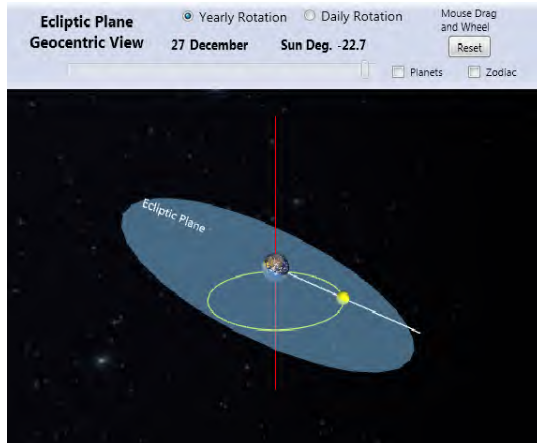 Ecliptic Plane
Geocentric View
Yearly Rotation
Daily Rotation
27 December
Sun Deg. -22.7
Mouse Drag
and Wheel
Reset
Planets
Zodiac
Ecliptic Plane